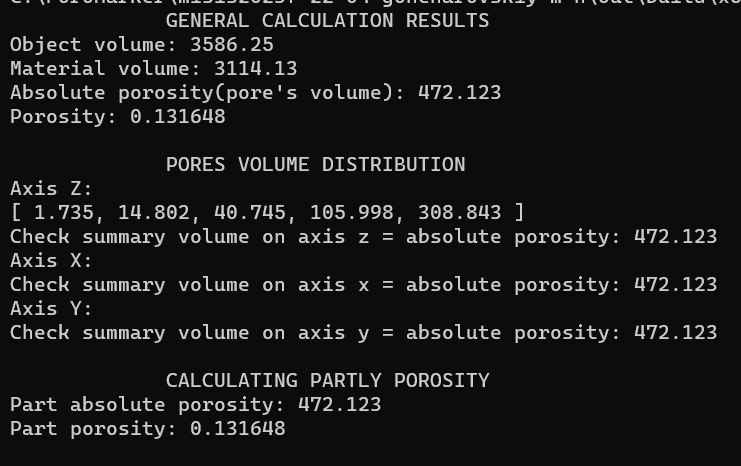 GENERAL CALCULATION RESULTS
Object volume: 3586.25
Material volume: 3114.13
Absolute porosity(pore's volume): 472.123
Porosity: 0.131648
PORES VOLUME DISTRIBUTION
Axis Z:
[ 1.735, 14.802, 40.745, 105.998, 308.843 ]
Check summary volume on axis z = absolute porosity: 472.123
Axis X:
Check summary volume on axis x = absolute porosity: 472.123
Axis Y:
Check summary volume on axis y = absolute porosity: 472.123
CALCULATING PARTLY POROSITY
Part absolute porosity: 472.123
Part porosity: 0.131648